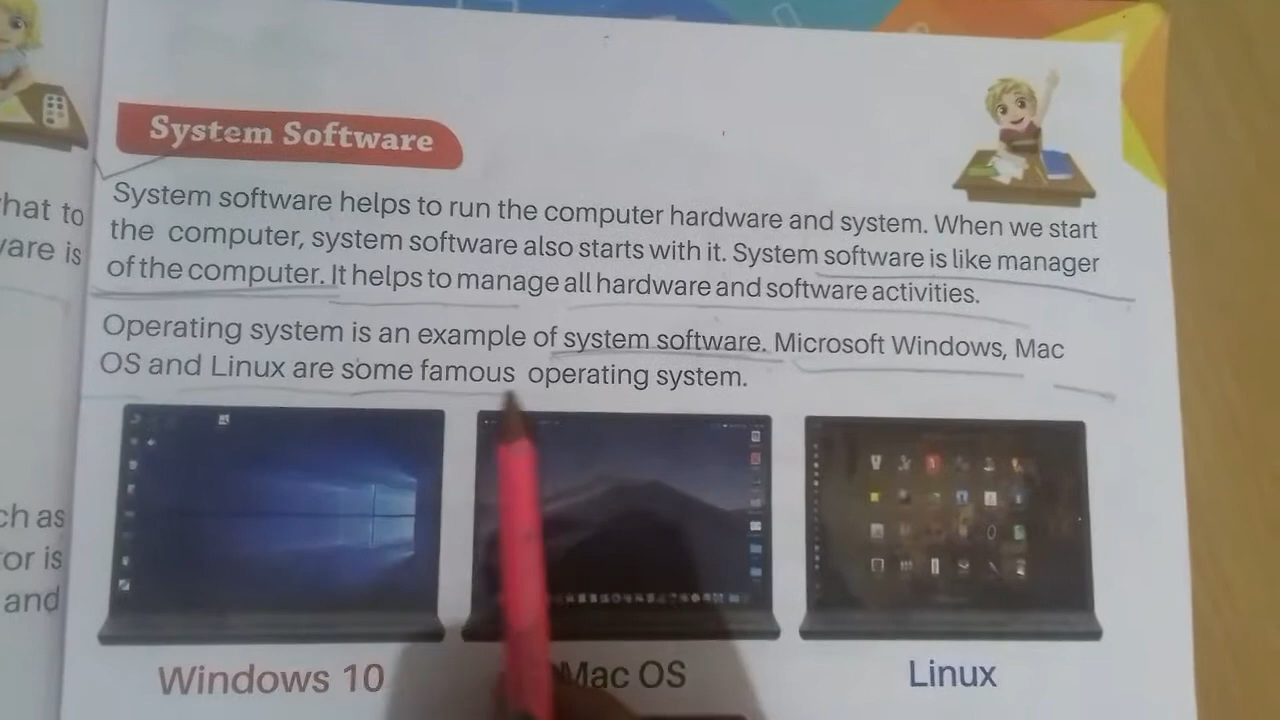 System Software
System software helps to run the computer hardware and system. When we start
the computer, system software also starts with it. System software is like manager
of the computer. It helps to manage all hardware and software activities.
Operating system is an example of system software. Microsoft Windows, Mac
OS and Linux are some famous operating system.
hat to
is
ch as
or is
and
Windows 10
Mac OS
Linux